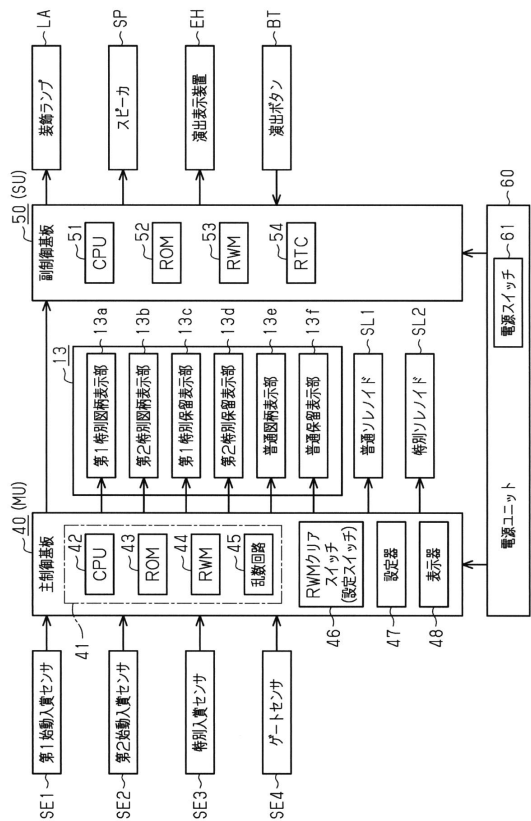 SE1
第1始動入賞センサ
SE2
第2始動入賞センサ
SE3
特別入賞センサ
SE4
ゲートセンサ
40(MU)
主制御基板
41
42
CPU
43
ROM
44
RWM
45
乱数回路
RWMクリア
スイッチ
(設定スイッチ)
46
設定器
47
表示器
48
13
第1特別図柄表示部
13a
第2特別図柄表示部
13b
第1特別保留表示部
13c
第2特別保留表示部
13d
普通図柄表示部
13e
普通保留表示部
13f
普通ソレノイド
SL1
特別ソレノイド
SL2
50(SU)
副制御基板
51
CPU
52
ROM
53
RWM
54
RTC
装飾ランプ
LA
スピーカ
SP
演出表示装置
EH
演出ボタン
BT
電源ユニット
60
電源スイッチ
61